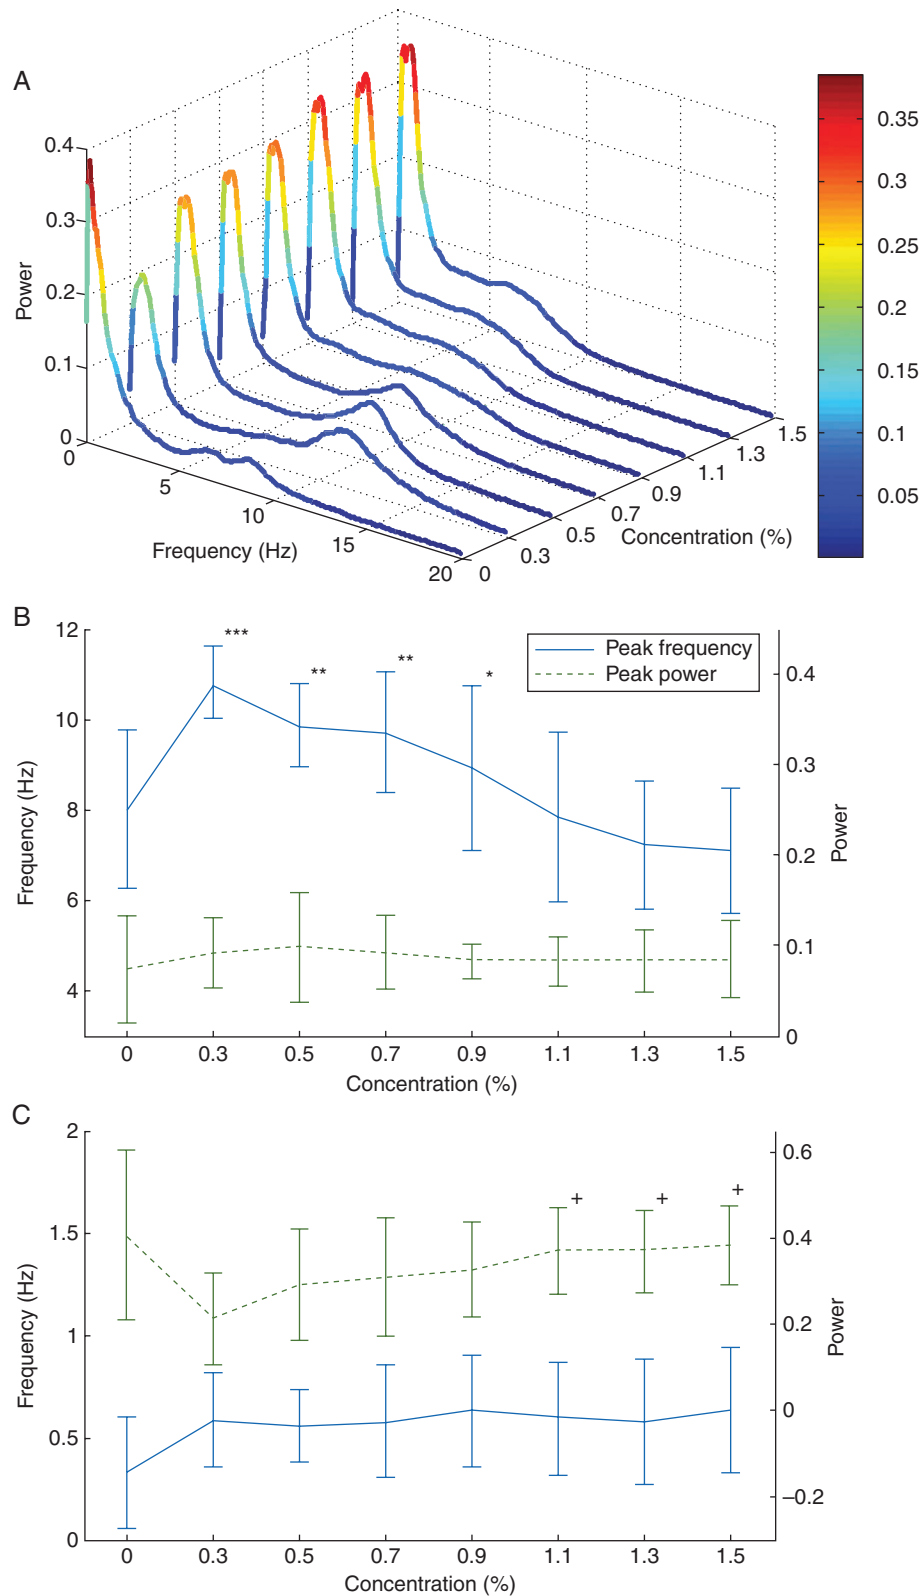 A
0.4
0.3
0.2
0.1
0
Power
0
5
10
15
20
Frequency (Hz)
0
0.3
0.5
0.7
0.9
1.1
1.3
1.5
Concentration (%)
0.35
0.3
0.25
0.2
0.15
0.1
0.05
B
12
10
8
6
4
Frequency (Hz)
***
**
**
*
Peak frequency
Peak power
0.4
0.3
0.2
0.1
0
Power
0 0.3 0.5 0.7 0.9 1.1 1.3 1.5
Concentration (%)
C
2
1.5
1
0.5
0
Frequency (Hz)
+ + +
0.6
0.4
0.2
0
–0.2
Power
0 0.3 0.5 0.7 0.9 1.1 1.3 1.5
Concentration (%)